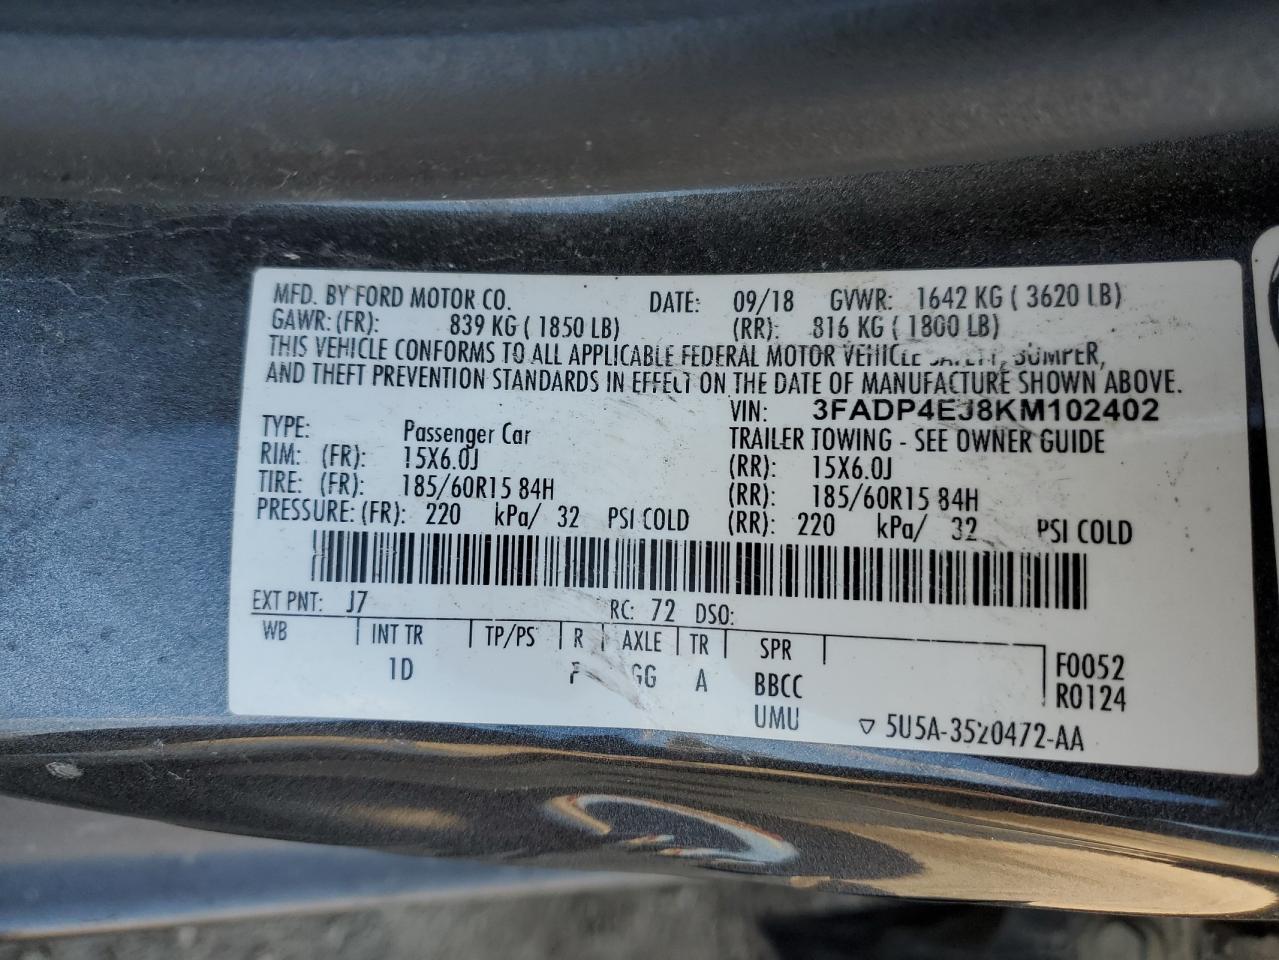 MFD. BY FORD MOTOR CO. DATE: 09/18 GVWR: 1642 KG ( 3620 LB)
GAWR: (FR): 839 KG ( 1850 LB) (RR): 816 KG ( 1800 LB)
THIS VEHICLE CONFORMS TO ALL APPLICABLE FEDERAL MOTOR VEHICLE SAFETY, BUMPER,
AND THEFT PREVENTION STANDARDS IN EFFECT ON THE DATE OF MANUFACTURE SHOWN ABOVE.
VIN: 3FADP4EJ8KM102402
TYPE: Passenger Car TRAILER TOWING - SEE OWNER GUIDE
RIM: (FR): 15X6.0J (RR): 15X6.0J
TIRE: (FR): 185/60R15 84H (RR): 185/60R15 84H
PRESSURE: (FR): 220 kPa/ 32 PSI COLD (RR): 220 kPa/ 32 PSI COLD
EXT PNT: J7 RC: 72 DSO:
WB INT TR TP/PS R AXLE TR SPR
1D GG A BBCC F0052
UMU R0124
▽ 5U5A-3520472-AA